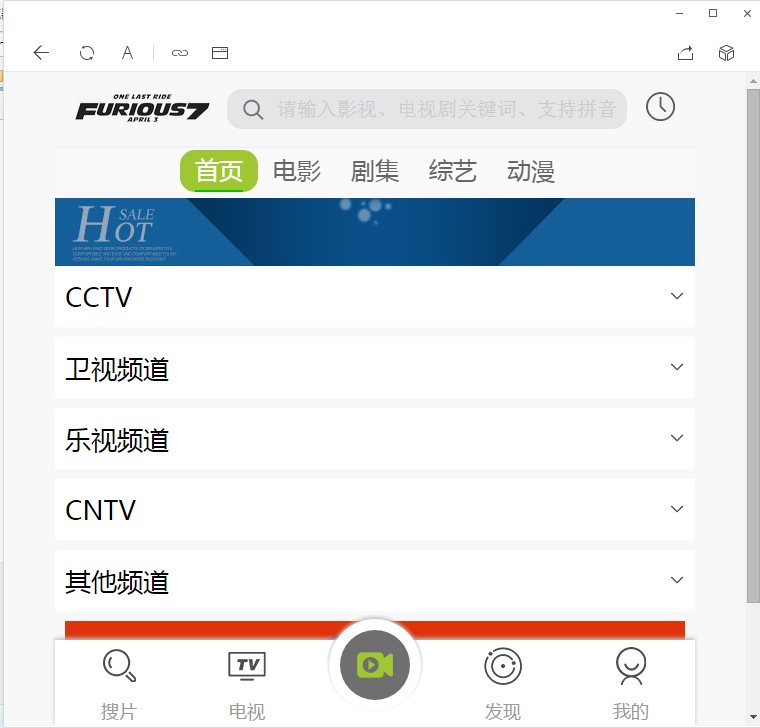 A
ONE LAST RIDE
FURIOUS7
APRIL 3
请输入影视、电视剧关键词、支持拼音
首页 电影 剧集 综艺 动漫
HOT SALE
CCTV
卫视频道
乐视频道
CNTV
其他频道
TV
搜片 电视 发现 我的